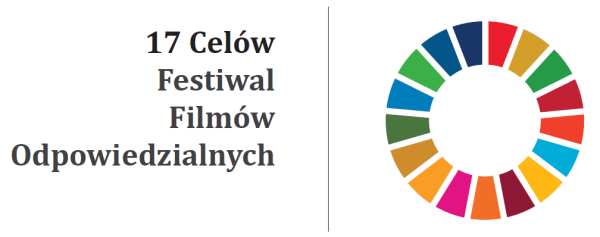 17 Celów
Festiwal
Filmów
Odpowiedzialnych